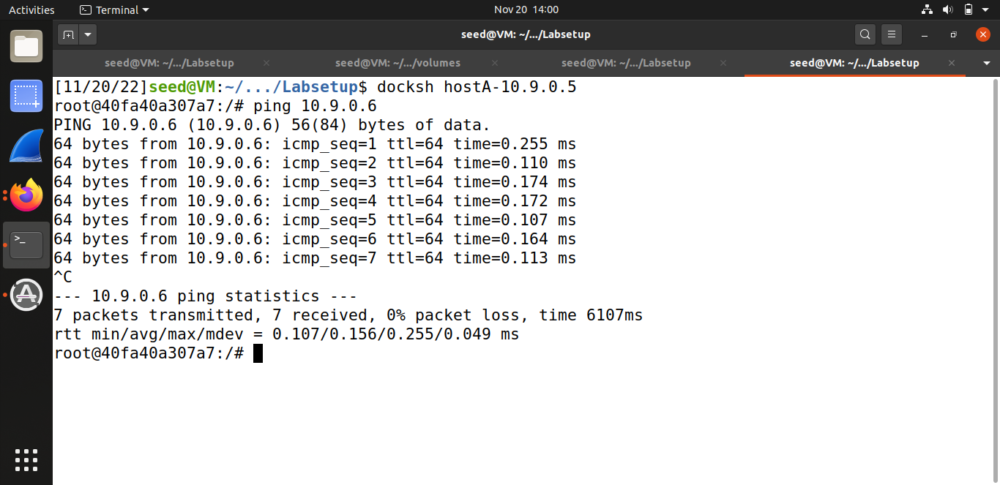 Activities Terminal Nov 20 14:00
seed@VM: ~/.../Labsetup
seed@VM: ~/.../Labsetup seed@VM: ~/.../volumes seed@VM: ~/.../Labsetup seed@VM: ~/.../Labsetup
[11/20/22]seed@VM:~/.../Labsetup$ docksh hostA-10.9.0.5
root@40fa40a307a7:/# ping 10.9.0.6
PING 10.9.0.6 (10.9.0.6) 56(84) bytes of data.
64 bytes from 10.9.0.6: icmp_seq=1 ttl=64 time=0.255 ms
64 bytes from 10.9.0.6: icmp_seq=2 ttl=64 time=0.110 ms
64 bytes from 10.9.0.6: icmp_seq=3 ttl=64 time=0.174 ms
64 bytes from 10.9.0.6: icmp_seq=4 ttl=64 time=0.172 ms
64 bytes from 10.9.0.6: icmp_seq=5 ttl=64 time=0.107 ms
64 bytes from 10.9.0.6: icmp_seq=6 ttl=64 time=0.164 ms
64 bytes from 10.9.0.6: icmp_seq=7 ttl=64 time=0.113 ms
^C
--- 10.9.0.6 ping statistics ---
7 packets transmitted, 7 received, 0% packet loss, time 6107ms
rtt min/avg/max/mdev = 0.107/0.156/0.255/0.049 ms
root@40fa40a307a7:/#